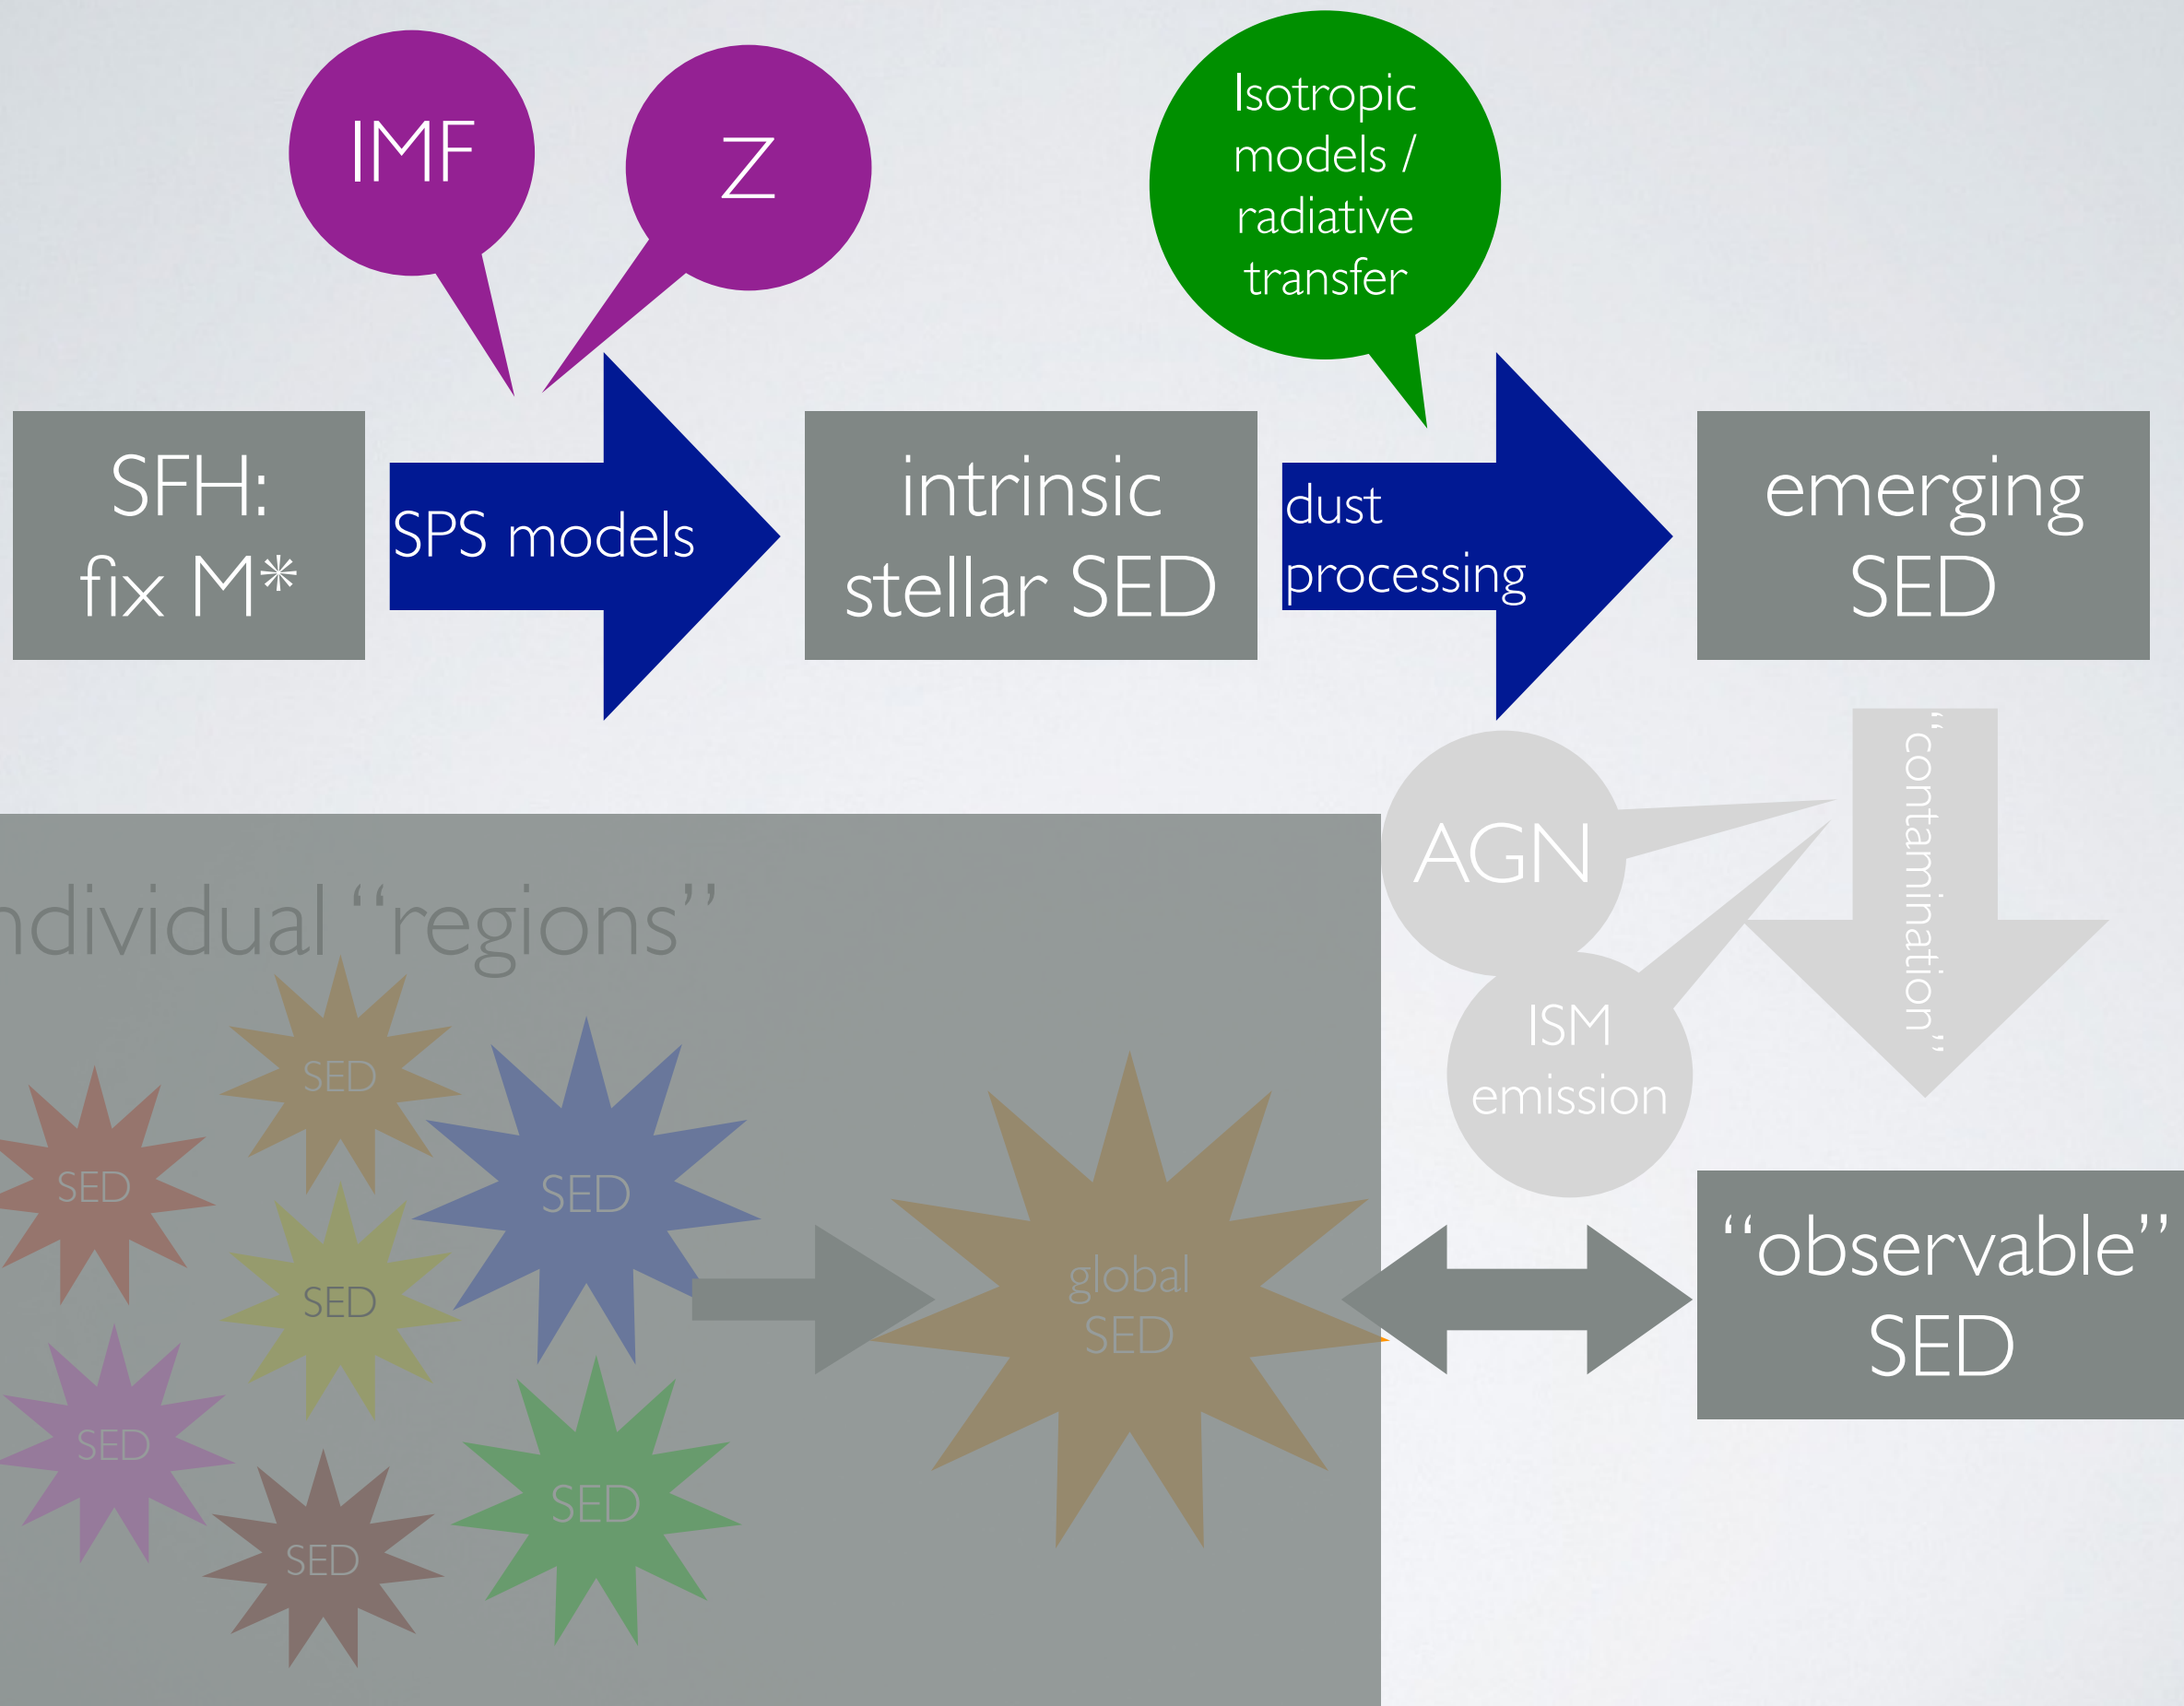 IMF
Z
Isotropic
models /
radiative
transfer
SFH:
fix M*
SPS models
intrinsic
stellar SED
dust
processing
emerging
SED
“contamination”
AGN
ISM
emission
ndividual “regions”
SED
SED
SED
SED
SED
SED
SED
global
SED
“observable”
SED